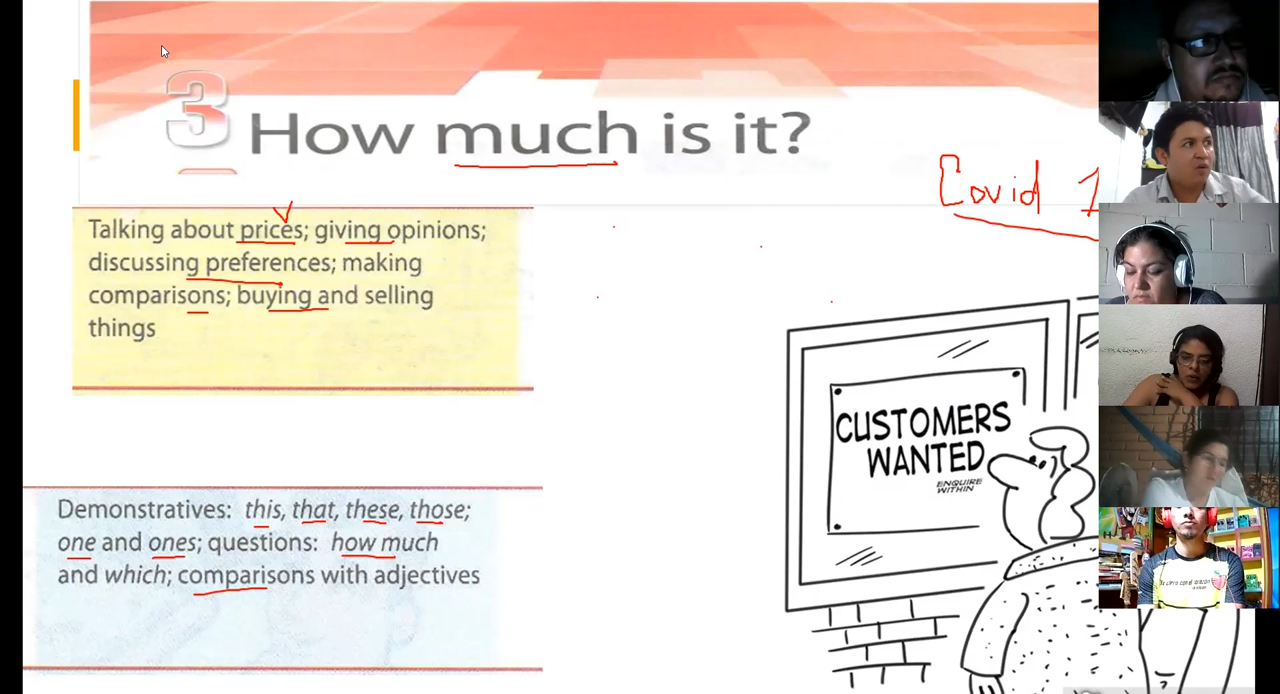 3 How much is it?
Covid 1
Talking about prices; giving opinions;
discussing preferences; making
comparisons; buying and selling
things
CUSTOMERS
WANTED
ENQUIRE
WITHIN
Demonstratives: this, that, these, those;
one and ones; questions: how much
and which; comparisons with adjectives
?